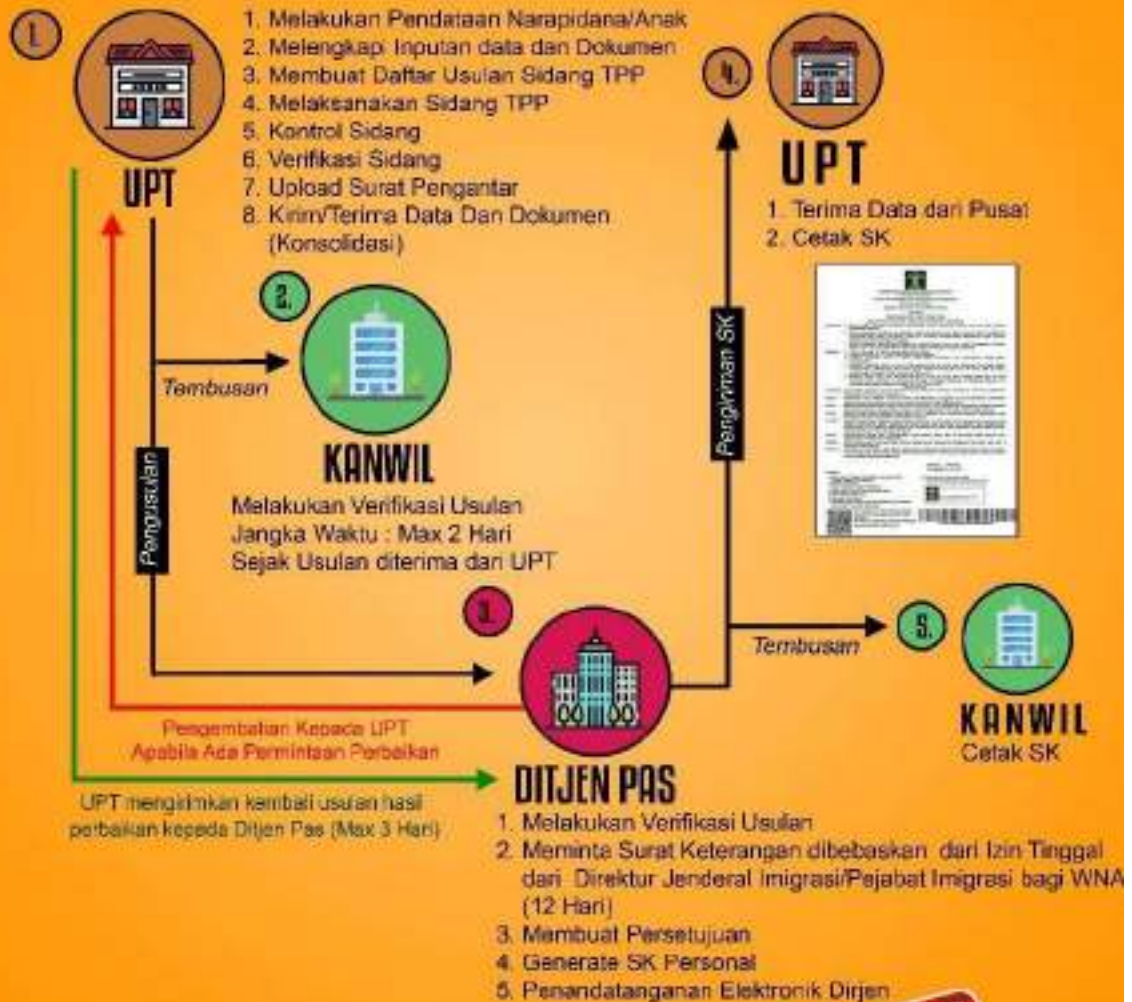 1.
UPT
1. Melakukan Pendataan Narapidana/Anak
2. Melengkapi Inputan data dan Dokumen
3. Membuat Daftar Usulan Sidang TPP
4. Melaksanakan Sidang TPP
5. Kontrol Sidang
6. Verifikasi Sidang
7. Upload Surat Pengantar
8. Kirim/Terima Data Dan Dokumen
(Konsolidasi)
Pengusulan
Tembusan
2.
KANWIL
Melakukan Verifikasi Usulan
Jangka Waktu : Max 2 Hari
Sejak Usulan diterima dari UPT
3.
DITJEN PAS
1. Melakukan Verifikasi Usulan
2. Meminta Surat Keterangan dibebaskan dari Izin Tinggal
dari Direktur Jenderal Imigrasi/Pejabat Imigrasi bagi WNA
(12 Hari)
3. Membuat Persetujuan
4. Generate SK Personal
5. Penandatanganan Elektronik Dirjen
Pengembalian Kepada UPT
Apabila Ada Permintaan Perbaikan
UPT mengirimkan kembali usulan hasil
perbaikan kepada Ditjen Pas (Max 3 Hari)
Pengiriman SK
4.
UPT
1. Terima Data dari Pusat
2. Cetak SK
Tembusan
5.
KANWIL
Cetak SK